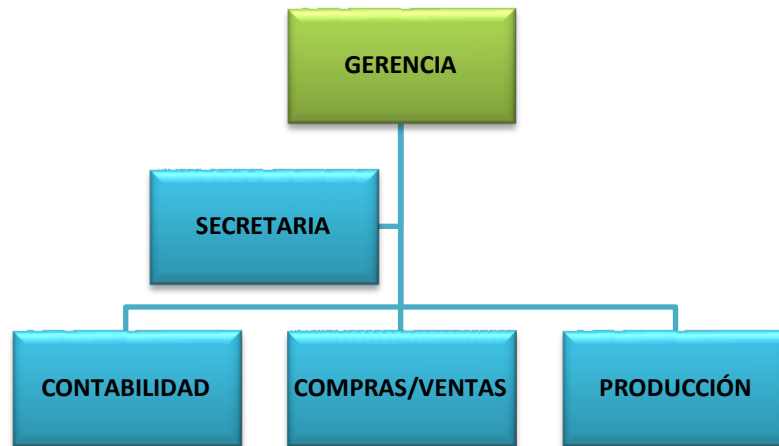 GERENCIA
SECRETARIA
CONTABILIDAD
COMPRAS/VENTAS
PRODUCCIÓN